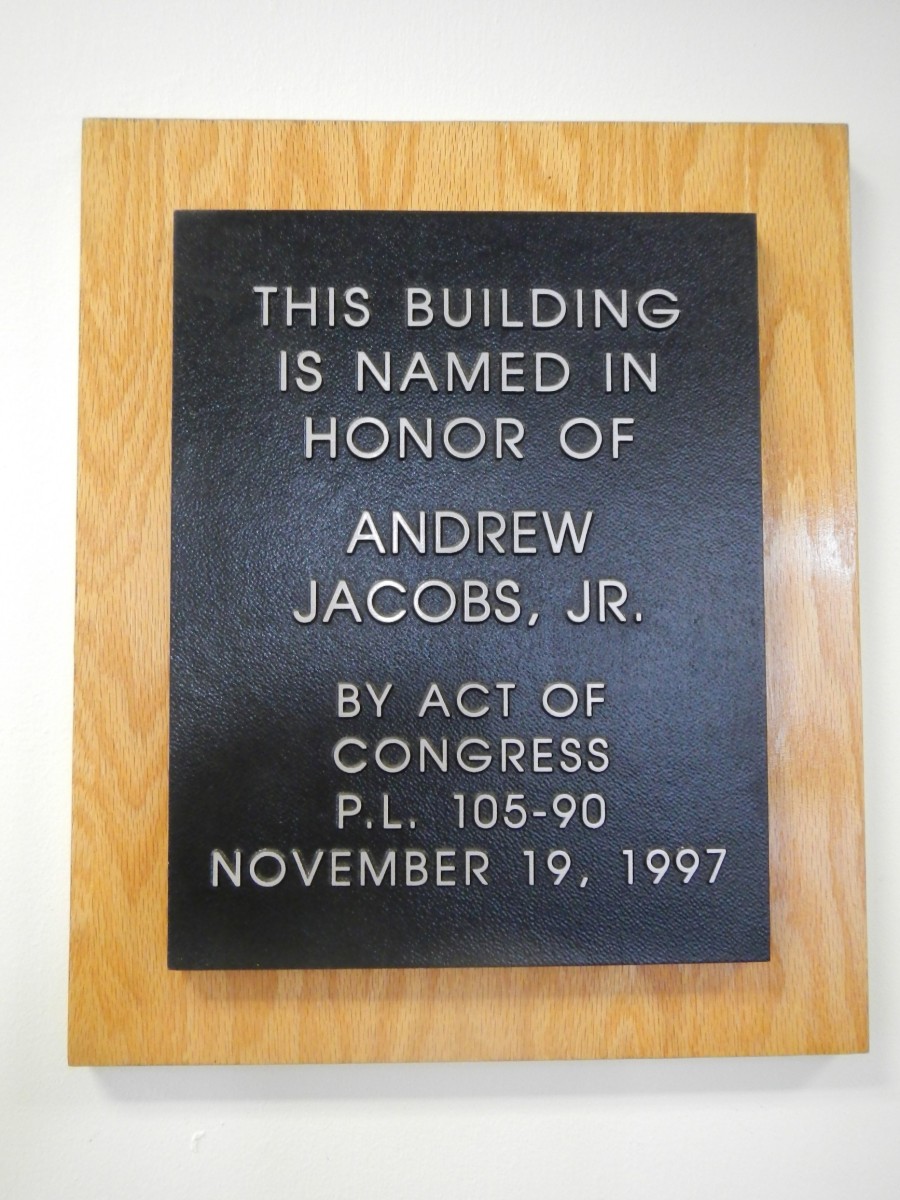 THIS BUILDING
IS NAMED IN
HONOR OF
ANDREW
JACOBS, JR.
BY ACT OF
CONGRESS
P.L. 105-90
NOVEMBER 19, 1997